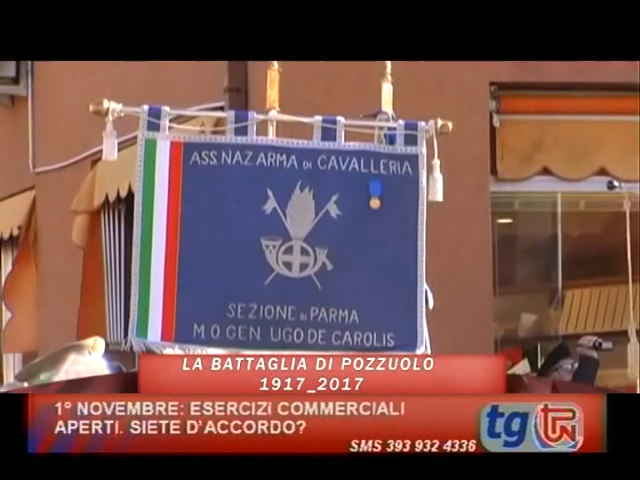 ASS. NAZ. ARMA DI CAVALLERIA
SEZIONE DI PARMA
M O GEN UGO DE CAROLIS
LA BATTAGLIA DI POZZUOLO
1917_2017
1° NOVEMBRE: ESERCIZI COMMERCIALI
APERTI. SIETE D'ACCORDO?
SMS 393 932 4336
tg TRN